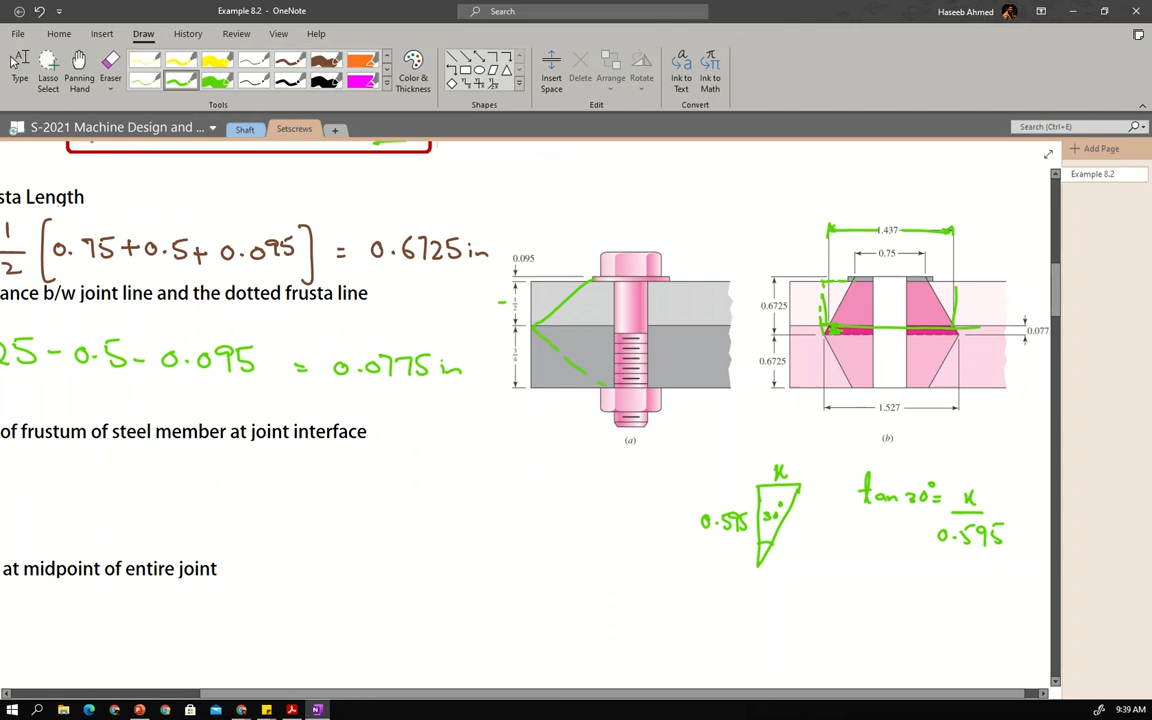 Example 8.2 - OneNote
Search
Haseeb Ahmed
File Home Insert Draw History Review View Help
Type
Lasso Select
Panning Hand
Eraser
Color & Thickness
Insert Space
Delete
Arrange
Rotate
Ink to Text
Ink to Math
Tools
Shapes
Edit
Convert
S-2021 Machine Design and ...
Shaft
Setscrews
Search (Ctrl+E)
Add Page
Example 8.2
sta Length
1/2 [0.75+0.5+0.095] = 0.6725 in
ance b/w joint line and the dotted frusta line
25 - 0.5 - 0.095 = 0.0775 in
of frustum of steel member at joint interface
at midpoint of entire joint
0.095
(a)
1.437
0.75
0.6725
0.077
0.6725
1.527
(b)
x
0.595
30°
tan 30° = x
0.595
9:39 AM